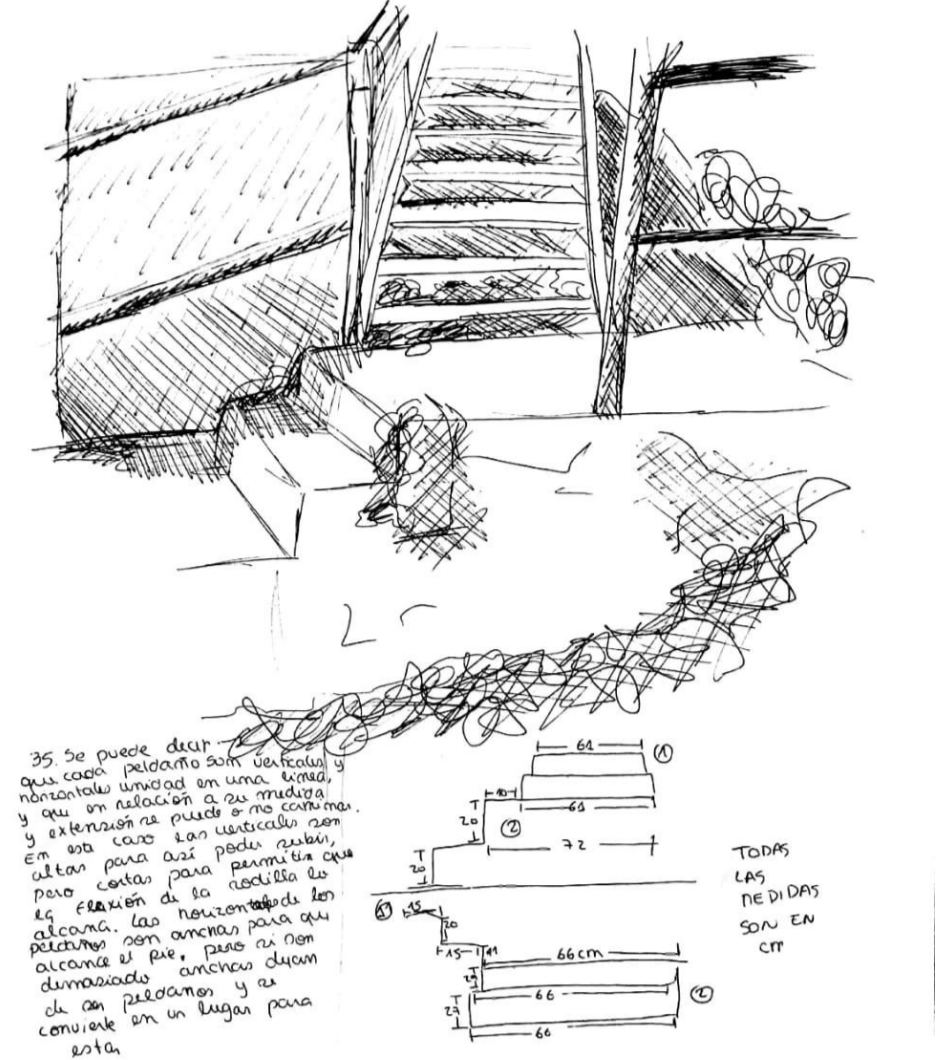 35. Se puede decir
que cada peldaño son verticales y
horizontales unidad en una linea,
y que en relación a su medida
y extensión se puede o no caminar.
En este caso las verticales son
altas para así poder subir,
pero cortas para permitir que
la flexión de la rodilla lo
alcance. Las horizontales de los
peldaños son anchas para que
alcance el pie, pero si son
demasiado anchas dejan
de ser peldaños y se
convierte en un lugar para
estar
61
1
10
61
20
2
72
20
TODAS
LAS
MEDIDAS
SON EN
cm
1
15
20
15
11
66cm
27
66
2
27
66